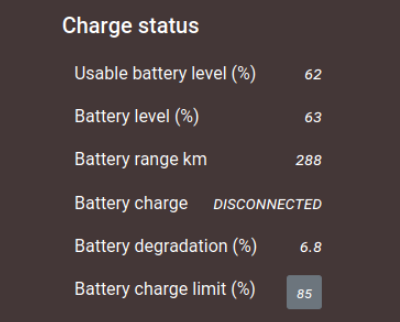 Charge status
Usable battery level (%) 62
Battery level (%) 63
Battery range km 288
Battery charge DISCONNECTED
Battery degradation (%) 6.8
Battery charge limit (%) 85